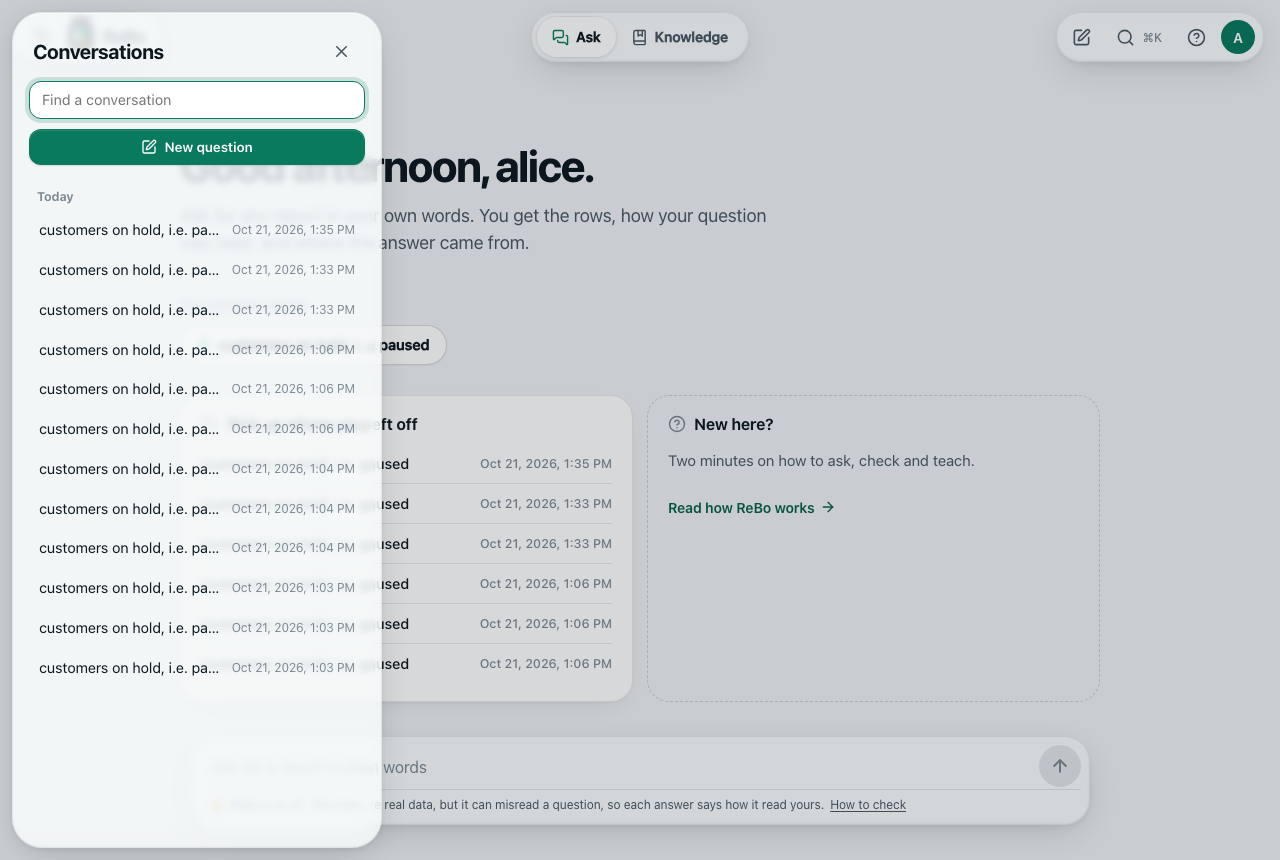 Conversations
Ask
Knowledge
⌘K
A
Find a conversation
New question
noon, alice.
own words. You get the rows, how your question
answer came from.
Today
customers on hold, i.e. pa... Oct 21, 2026, 1:35 PM
customers on hold, i.e. pa... Oct 21, 2026, 1:33 PM
customers on hold, i.e. pa... Oct 21, 2026, 1:33 PM
customers on hold, i.e. pa... Oct 21, 2026, 1:06 PM
customers on hold, i.e. pa... Oct 21, 2026, 1:06 PM
customers on hold, i.e. pa... Oct 21, 2026, 1:06 PM
customers on hold, i.e. pa... Oct 21, 2026, 1:04 PM
customers on hold, i.e. pa... Oct 21, 2026, 1:04 PM
customers on hold, i.e. pa... Oct 21, 2026, 1:04 PM
customers on hold, i.e. pa... Oct 21, 2026, 1:03 PM
customers on hold, i.e. pa... Oct 21, 2026, 1:03 PM
customers on hold, i.e. pa... Oct 21, 2026, 1:03 PM
paused
eft off
used Oct 21, 2026, 1:35 PM
used Oct 21, 2026, 1:33 PM
used Oct 21, 2026, 1:33 PM
used Oct 21, 2026, 1:06 PM
used Oct 21, 2026, 1:06 PM
used Oct 21, 2026, 1:06 PM
New here?
Two minutes on how to ask, check and teach.
Read how ReBo works
words
real data, but it can misread a question, so each answer says how it read yours. How to check